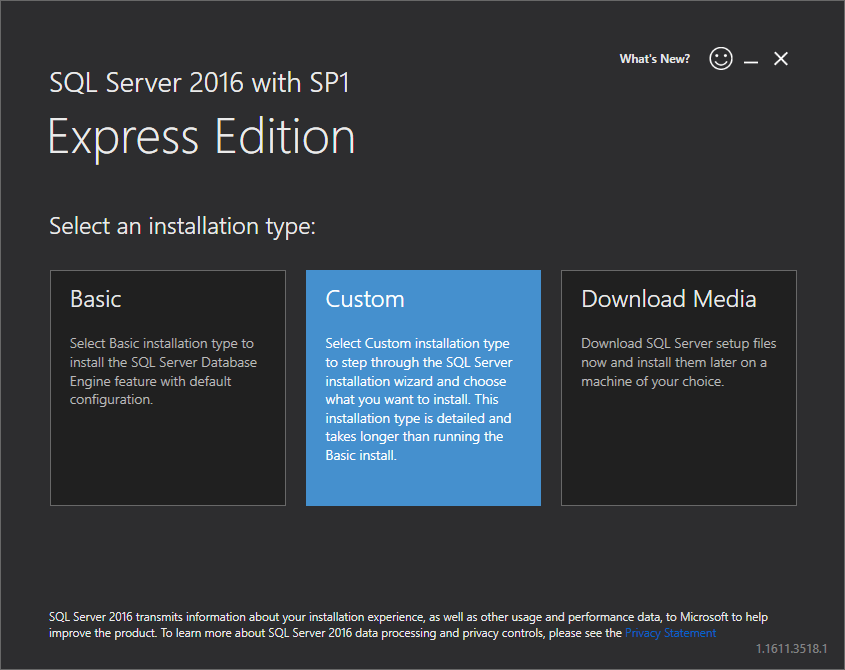 What's New?
SQL Server 2016 with SP1
Express Edition
Select an installation type:
Basic
Select Basic installation type to
install the SQL Server Database
Engine feature with default
configuration.
Custom
Select Custom installation type
to step through the SQL Server
installation wizard and choose
what you want to install. This
installation type is detailed and
takes longer than running the
Basic install.
Download Media
Download SQL Server setup files
now and install them later on a
machine of your choice.
SQL Server 2016 transmits information about your installation experience, as well as other usage and performance data, to Microsoft to help
improve the product. To learn more about SQL Server 2016 data processing and privacy controls, please see the Privacy Statement
1.1611.3518.1